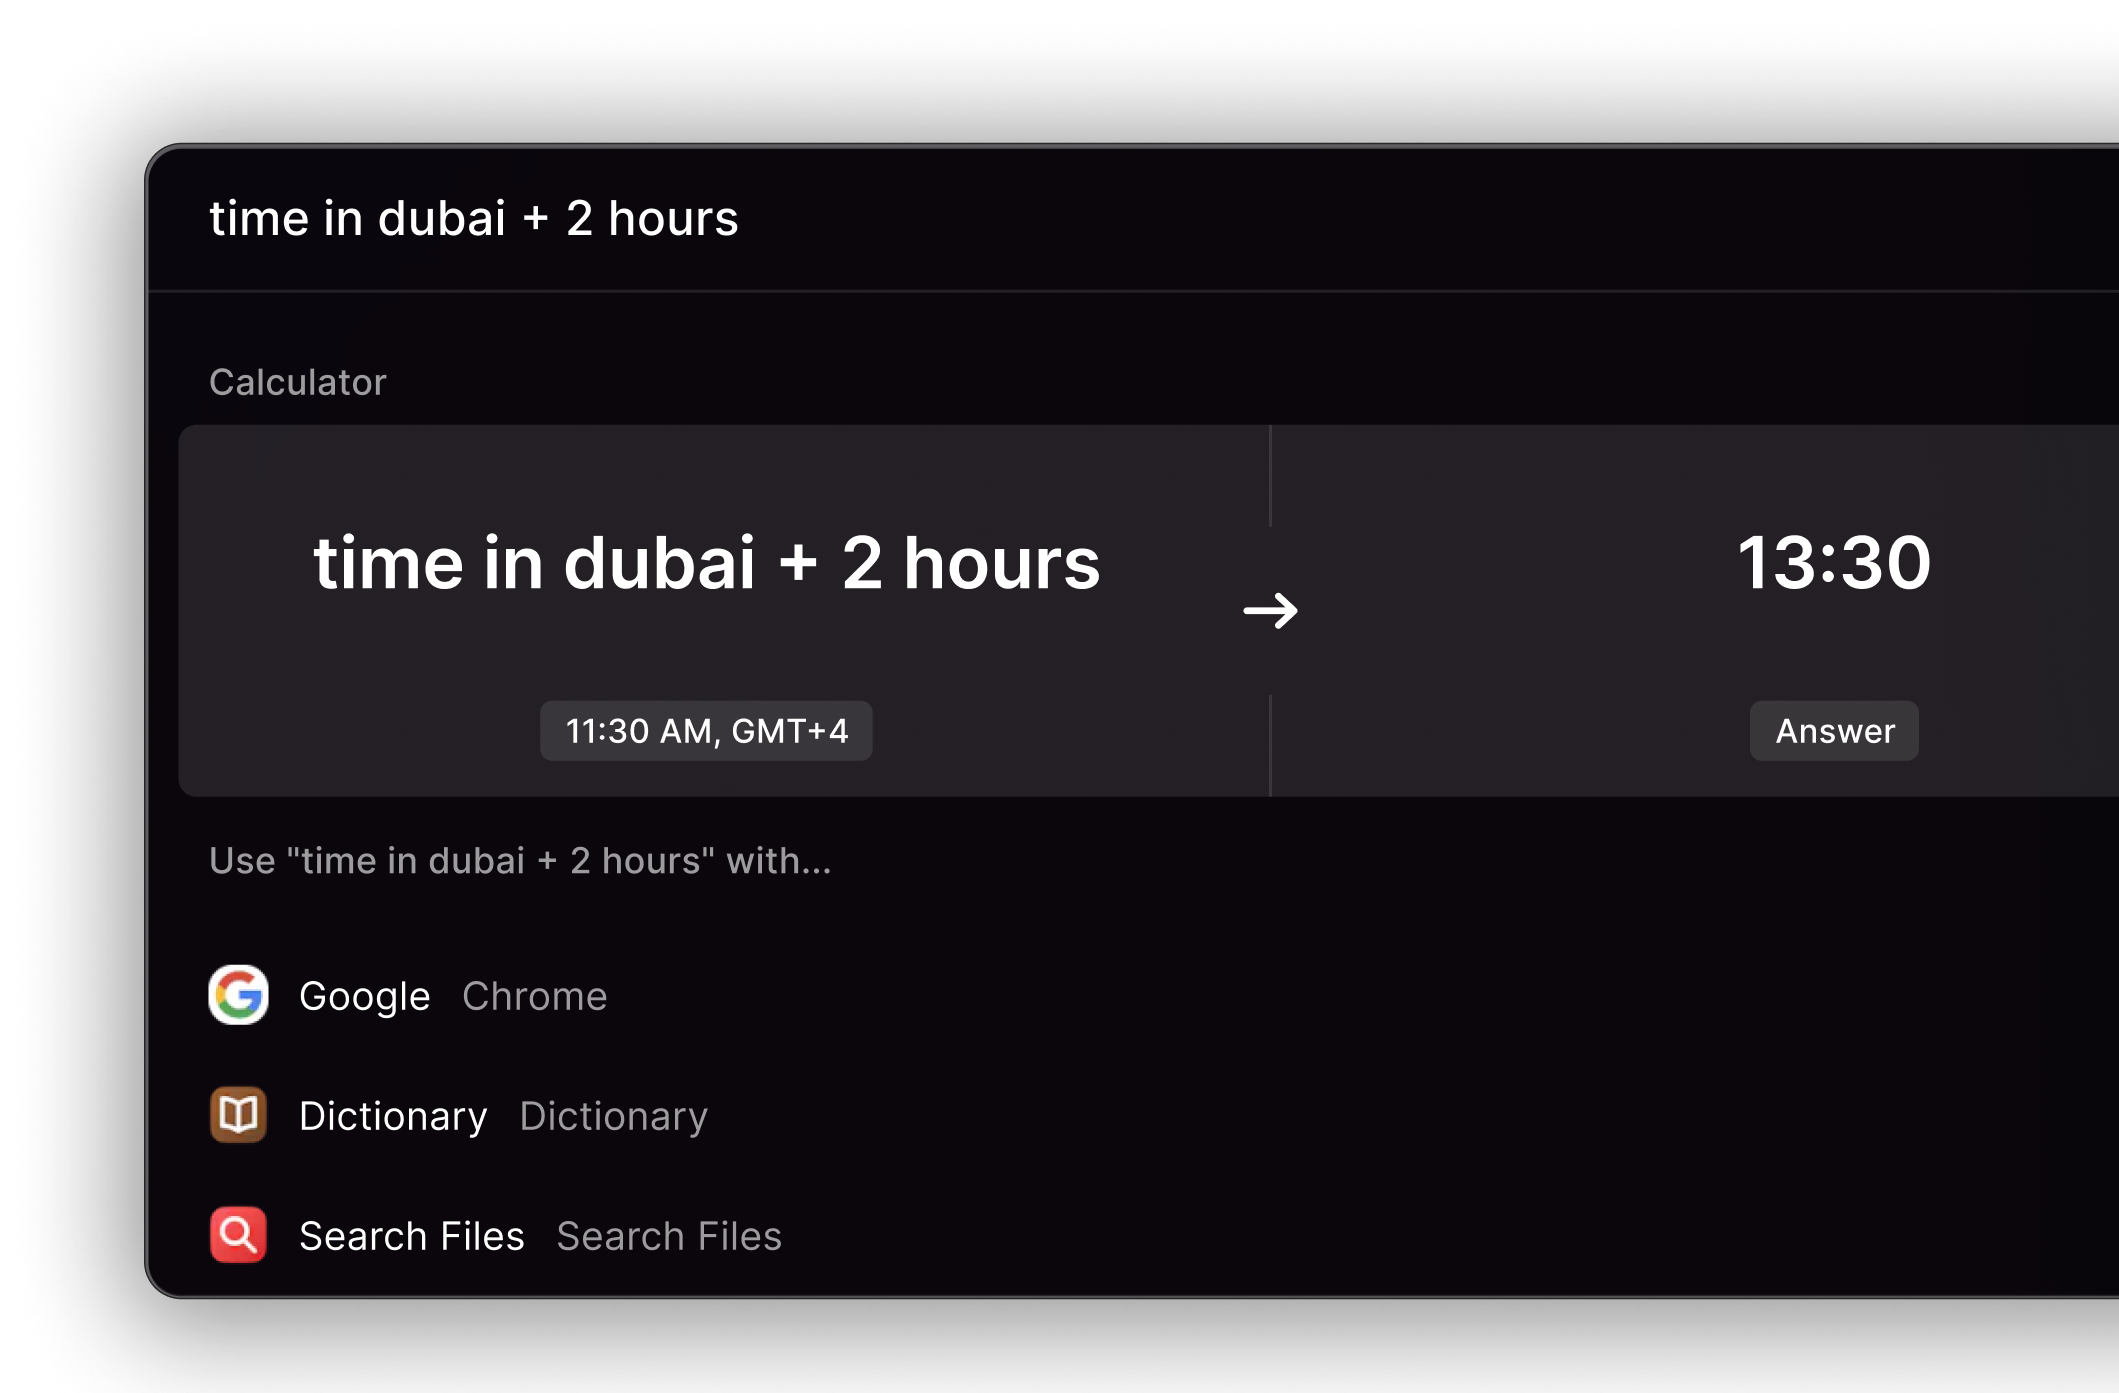 time in dubai + 2 hours
Calculator
time in dubai + 2 hours
→
13:30
11:30 AM, GMT+4
Answer
Use "time in dubai + 2 hours" with...
Google Chrome
Dictionary Dictionary
Search Files Search Files